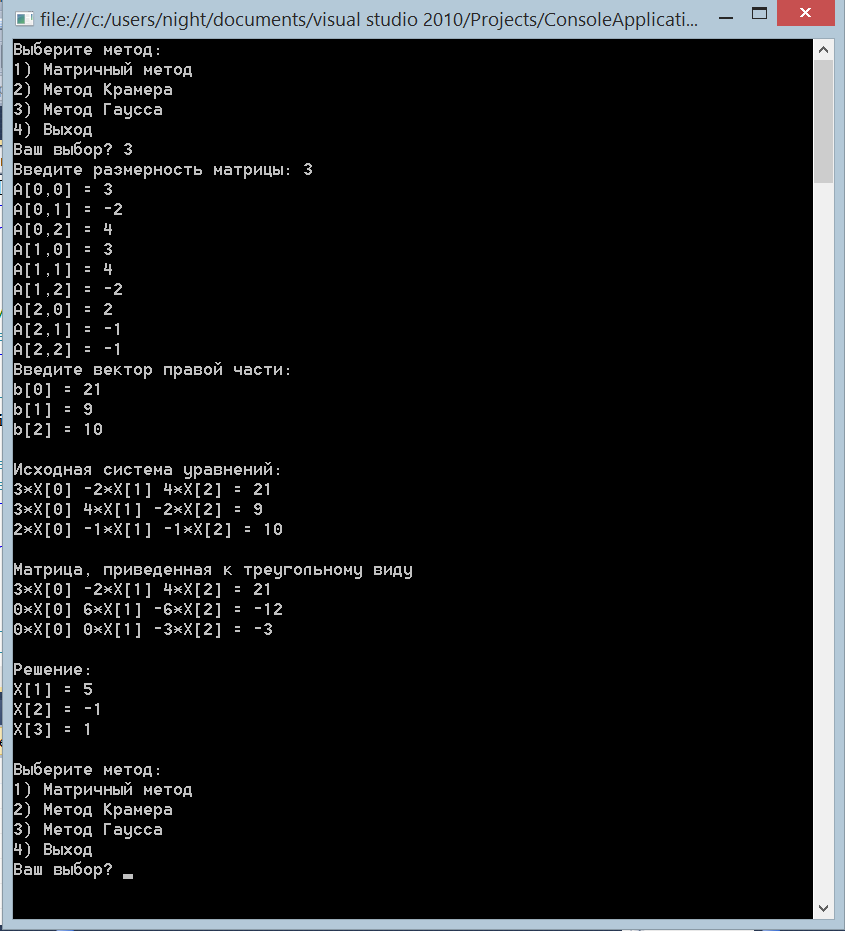 file:///c:/users/night/documents/visual studio 2010/Projects/ConsoleApplicati...
Выберите метод:
1) Матричный метод
2) Метод Крамера
3) Метод Гаусса
4) Выход
Ваш выбор? 3
Введите размерность матрицы: 3
A[0,0] = 3
A[0,1] = -2
A[0,2] = 4
A[1,0] = 3
A[1,1] = 4
A[1,2] = -2
A[2,0] = 2
A[2,1] = -1
A[2,2] = -1
Введите вектор правой части:
b[0] = 21
b[1] = 9
b[2] = 10
Исходная система уравнений:
3*X[0] -2*X[1] 4*X[2] = 21
3*X[0] 4*X[1] -2*X[2] = 9
2*X[0] -1*X[1] -1*X[2] = 10
Матрица, приведенная к треугольному виду
3*X[0] -2*X[1] 4*X[2] = 21
0*X[0] 6*X[1] -6*X[2] = -12
0*X[0] 0*X[1] -3*X[2] = -3
Решение:
X[1] = 5
X[2] = -1
X[3] = 1
Выберите метод:
1) Матричный метод
2) Метод Крамера
3) Метод Гаусса
4) Выход
Ваш выбор? _